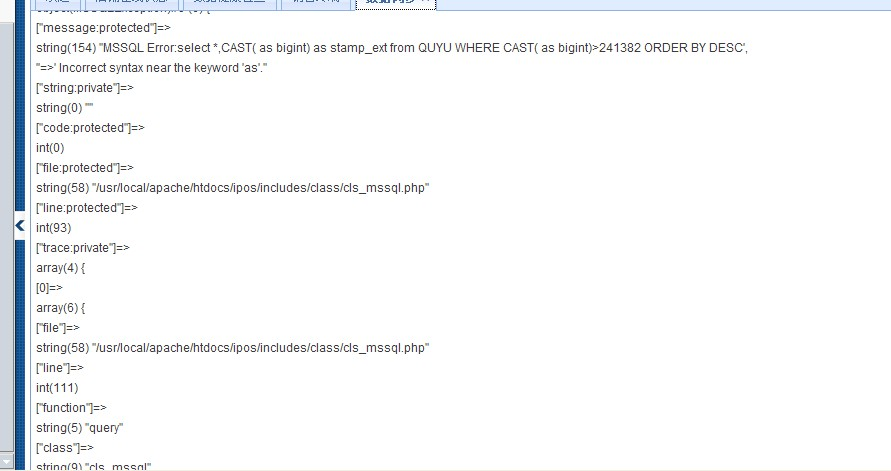 ["message:protected"]=>
string(154) "MSSQL Error:select *,CAST( as bigint) as stamp_ext from QUYU WHERE CAST( as bigint)>241382 ORDER BY DESC',
"=>' Incorrect syntax near the keyword 'as'."
["string:private"]=>
string(0) ""
["code:protected"]=>
int(0)
["file:protected"]=>
string(58) "/usr/local/apache/htdocs/ipos/includes/class/cls_mssql.php"
["line:protected"]=>
int(93)
["trace:private"]=>
array(4) {
[0]=>
array(6) {
["file"]=>
string(58) "/usr/local/apache/htdocs/ipos/includes/class/cls_mssql.php"
["line"]=>
int(111)
["function"]=>
string(5) "query"
["class"]=>
string(9) "cls_mssql"